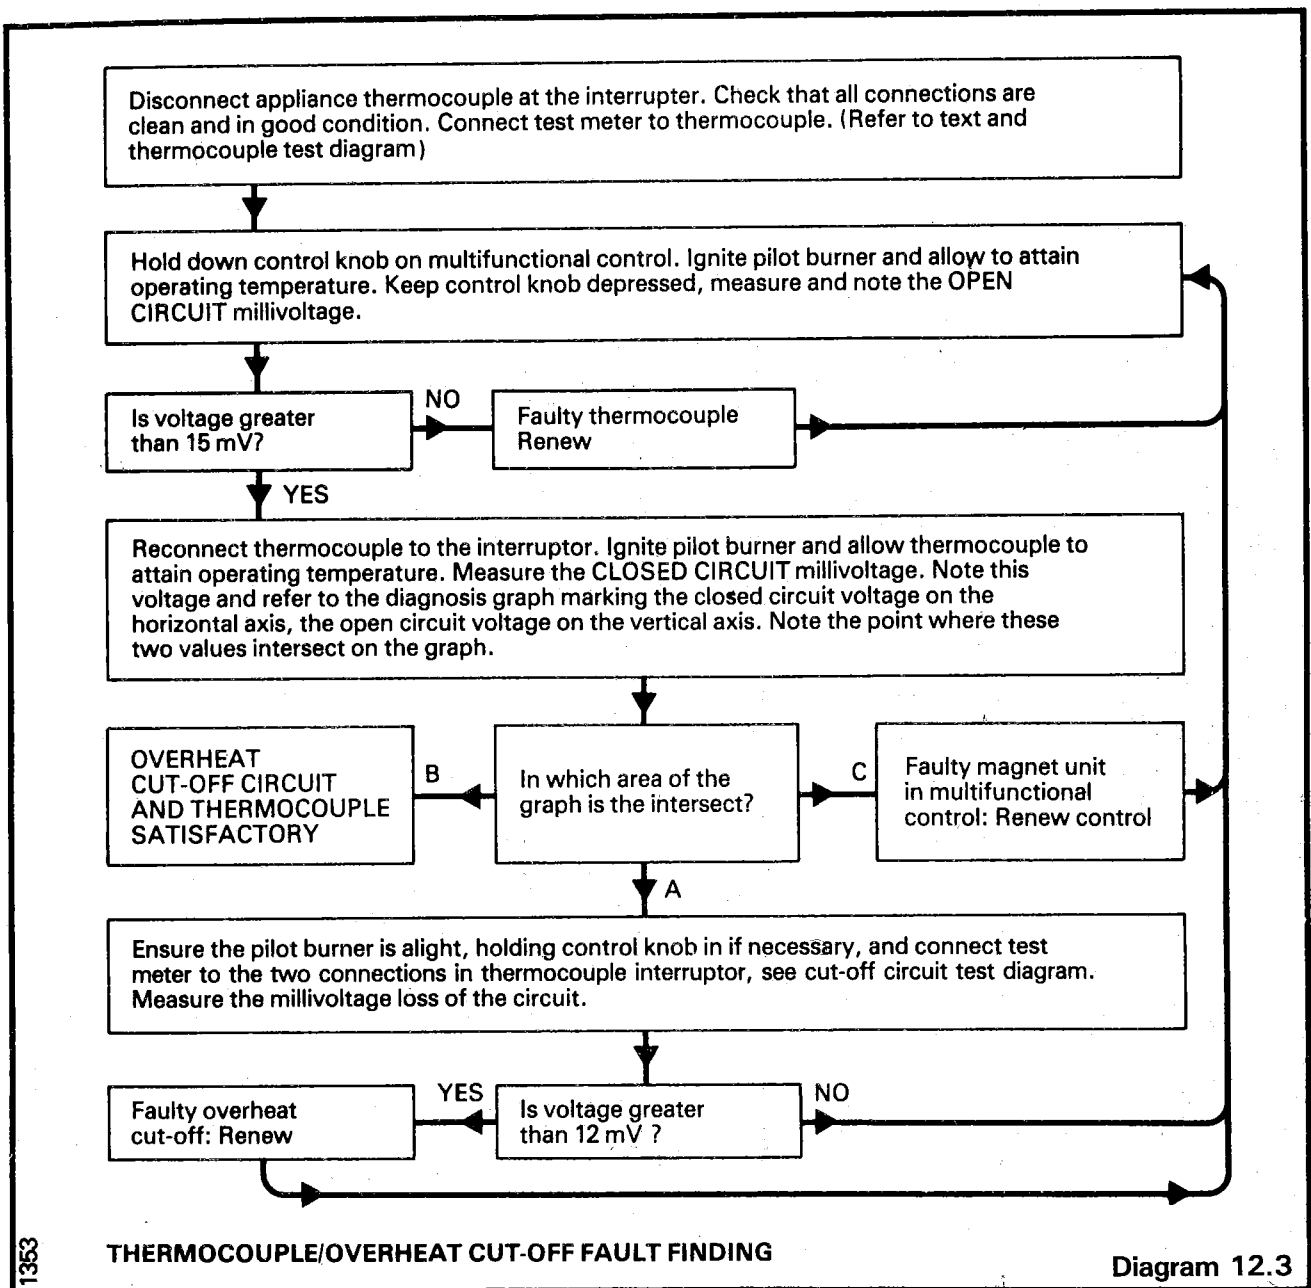 Disconnect appliance thermocouple at the interrupter. Check that all connections are
clean and in good condition. Connect test meter to thermocouple. (Refer to text and
thermocouple test diagram)
Hold down control knob on multifunctional control. Ignite pilot burner and allow to attain
operating temperature. Keep control knob depressed, measure and note the OPEN
CIRCUIT millivoltage.
Is voltage greater
than 15 mV?
NO
Faulty thermocouple
Renew
YES
Reconnect thermocouple to the interruptor. Ignite pilot burner and allow thermocouple to
attain operating temperature. Measure the CLOSED CIRCUIT millivoltage. Note this
voltage and refer to the diagnosis graph marking the closed circuit voltage on the
horizontal axis, the open circuit voltage on the vertical axis. Note the point where these
two values intersect on the graph.
OVERHEAT
CUT-OFF CIRCUIT
AND THERMOCOUPLE
SATISFACTORY
B
In which area of the
graph is the intersect?
C
Faulty magnet unit
in multifunctional
control: Renew control
A
Ensure the pilot burner is alight, holding control knob in if necessary, and connect test
meter to the two connections in thermocouple interruptor, see cut-off circuit test diagram.
Measure the millivoltage loss of the circuit.
Faulty overheat
cut-off: Renew
YES
Is voltage greater
than 12 mV ?
NO
1353
THERMOCOUPLE/OVERHEAT CUT-OFF FAULT FINDING
Diagram 12.3